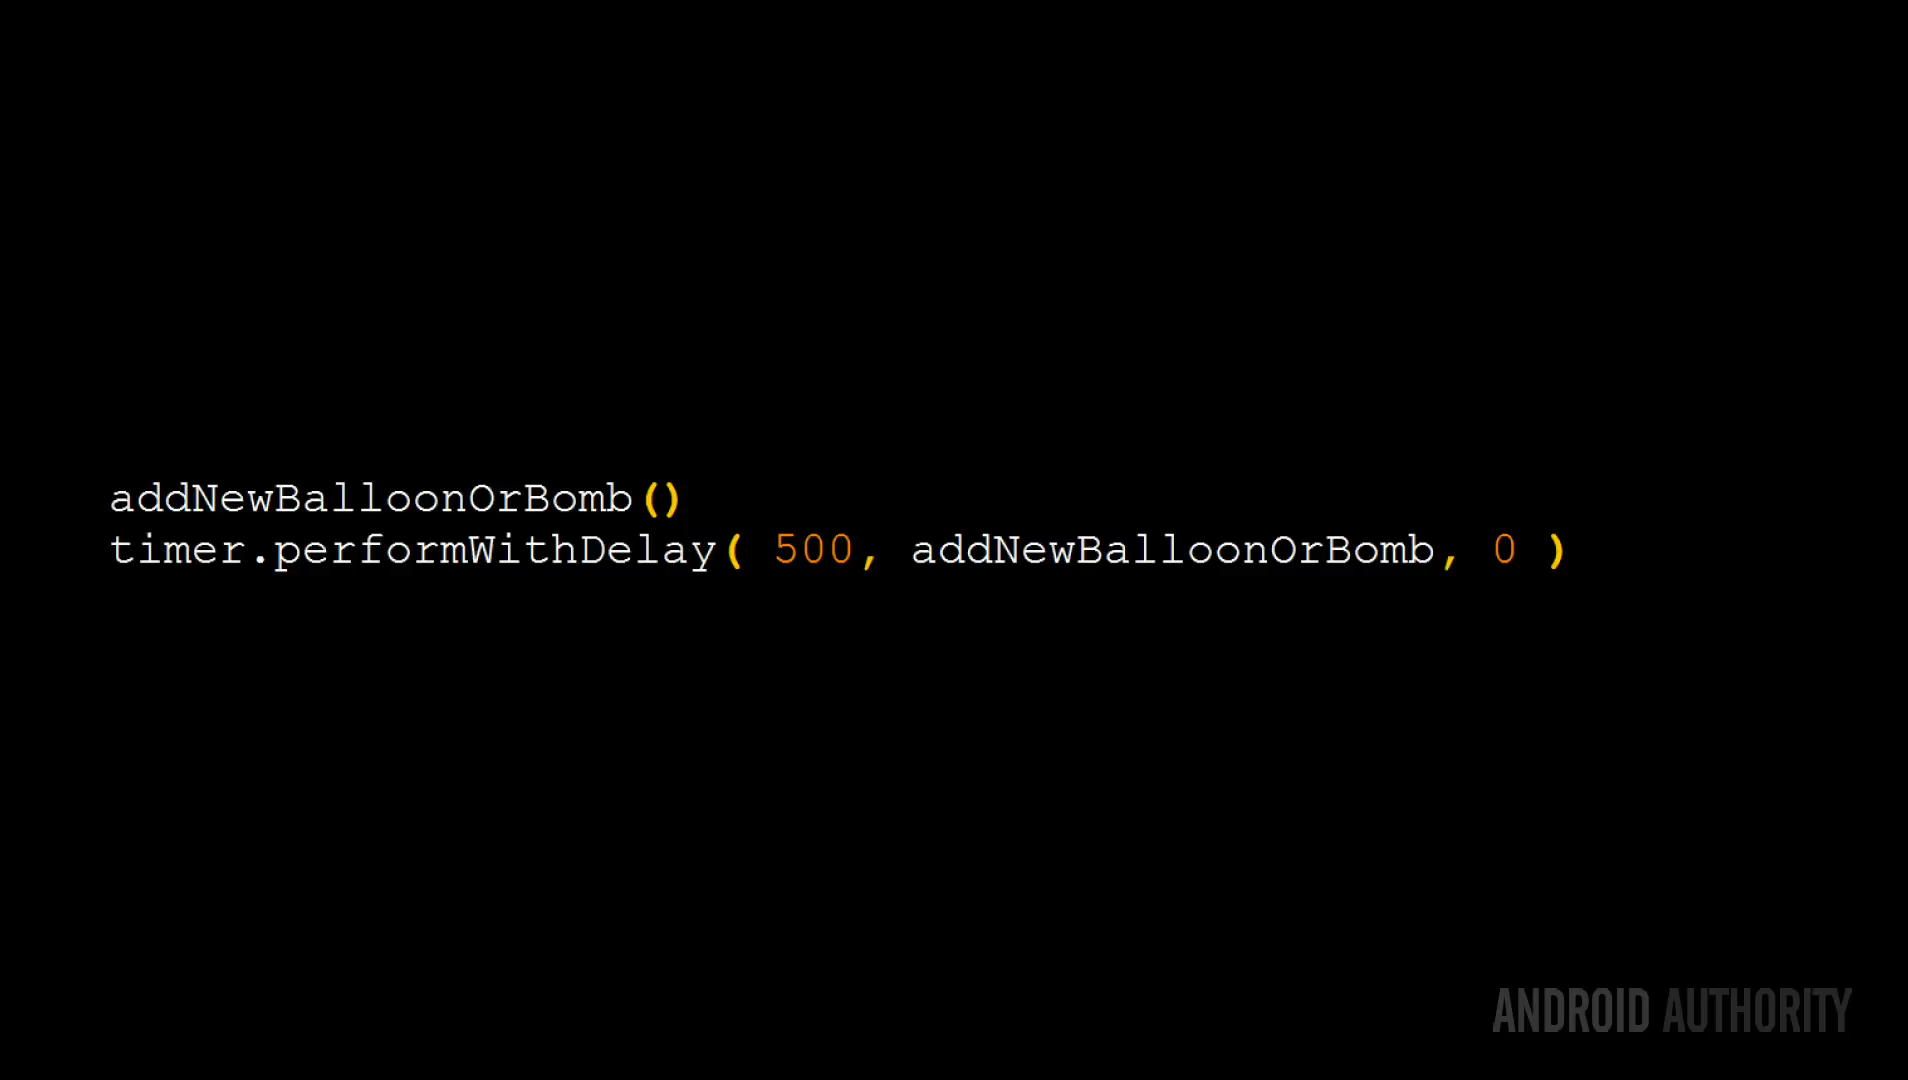 addNewBalloonOrBomb()
timer.performWithDelay( 500, addNewBalloonOrBomb, 0 )
ANDROID AUTHORITY